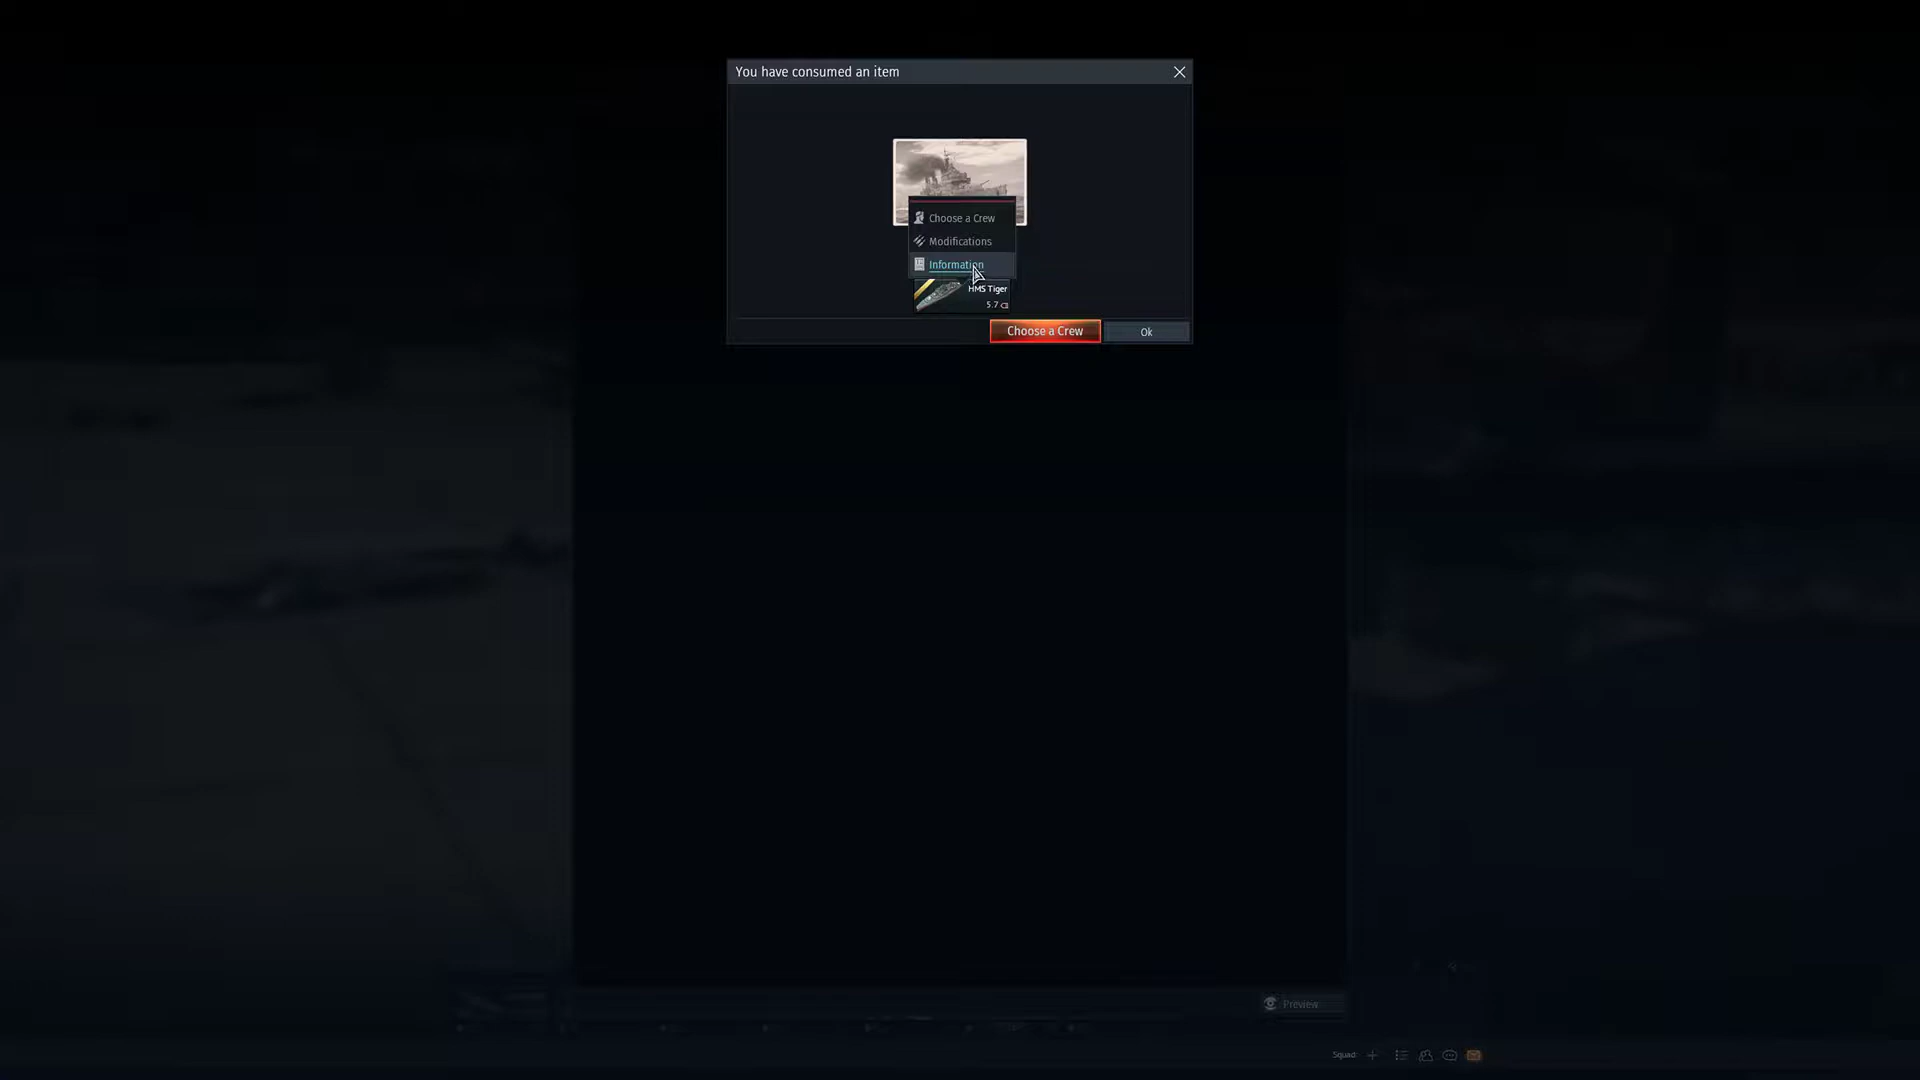 You have consumed an item
Choose a Crew
Modifications
Information
HMS Tiger
5.7
Choose a Crew
Ok
Preview
Squad